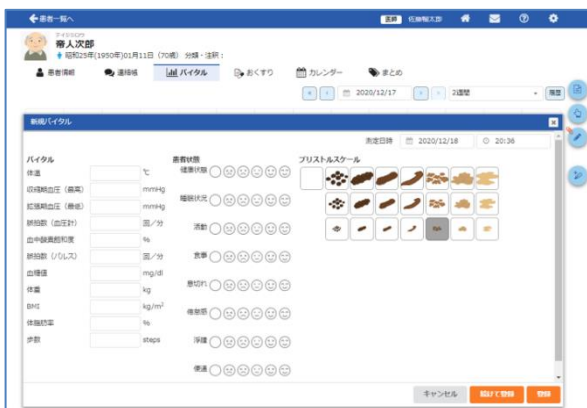 患者一覧へ
医師 佐藤報太郎
テイジンジロウ
帝人次郎
昭和25年(1950年)01月11日 (70歳) 分類・注釈:
患者情報 連絡帳 バイタル おくすり カレンダー まとめ
2020/12/17 2週間 履歴
新規バイタル
測定日時 2020/12/18 20:36
バイタル 患者状態 ブリストルスケール
体温 ℃ 健康状態
収縮期血圧 (最高) mmHg
拡張期血圧 (最低) mmHg 睡眠状況
脈拍数 (血圧計) 回/分 活動
血中酸素飽和度 %
脈拍数 (パルス) 回/分 食事
血糖値 mg/dl 息切れ
体重 kg
BMI kg/m² 倦怠感
体脂肪率 %
歩数 steps 浮腫
便通
キャンセル 続けて登録 登録